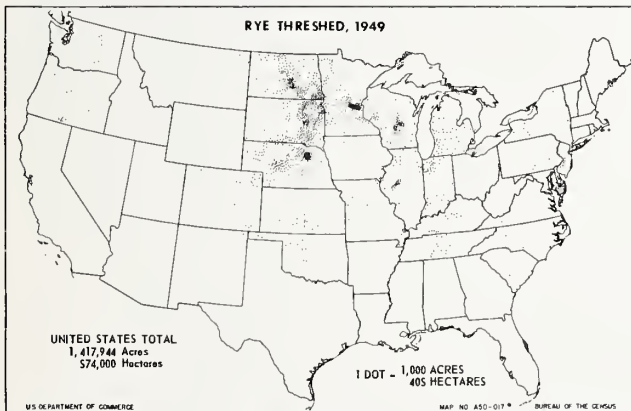 RYE THRESHED, 1949
UNITED STATES TOTAL
1,417,944 Acres
574,000 Hectares
1 DOT – 1,000 ACRES
405 HECTARES
US DEPARTMENT OF COMMERCE
MAP NO A50-017
BUREAU OF THE CENSUS